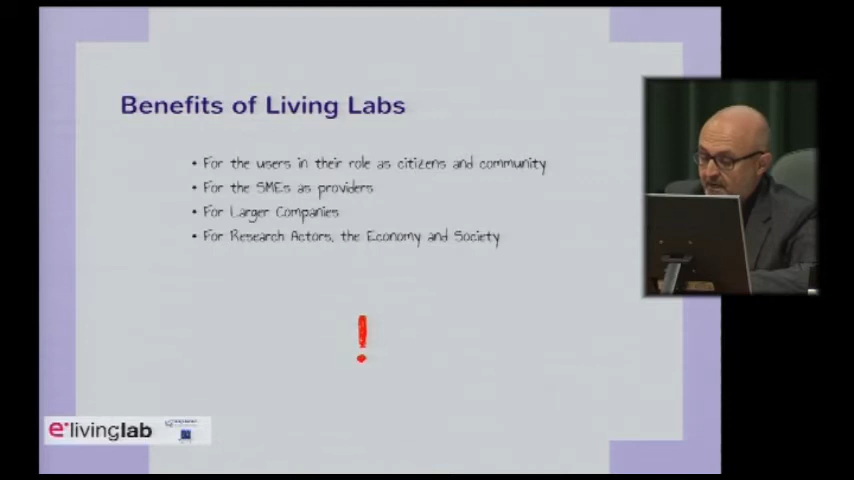 Benefits of Living Labs
• For the users in their role as citizens and community
• For the SMEs as providers
• For Larger Companies
• For Research Actors, the Economy and Society
!
e·livinglab